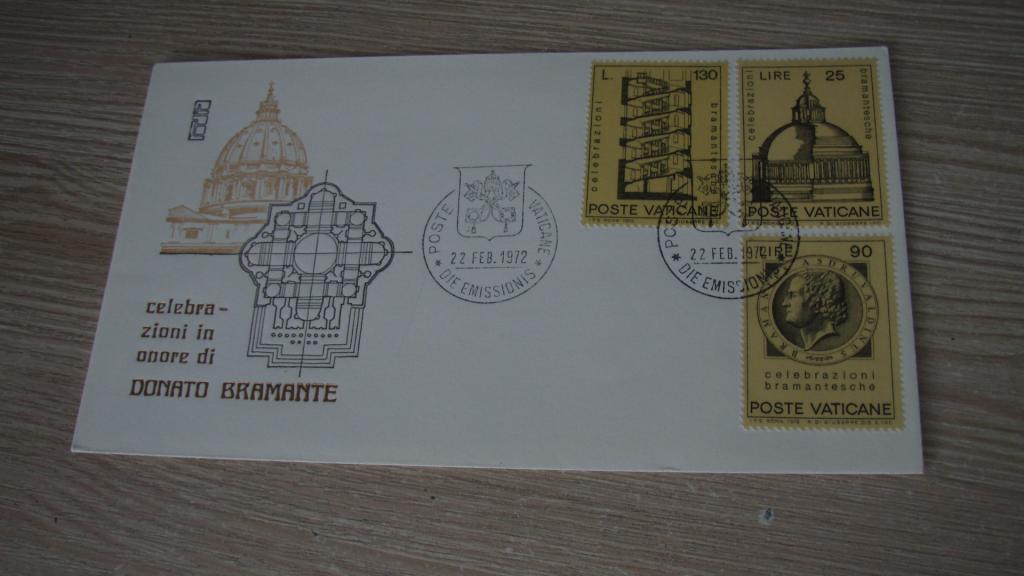 celebra-
zioni in
onore di
DONATO BRAMANTE
POSTE VATICANE
22 FEB. 1972
* DIE EMISSIONIS *
L. 130
celebrazioni
bramantesche
POSTE VATICANE
LIRE 25
celebrazioni
bramantesche
POSTE VATICANE
22 FEB. 1972
* DIE EMISSIONIS
LIRE 90
celebrazioni
bramantesche
POSTE VATICANE